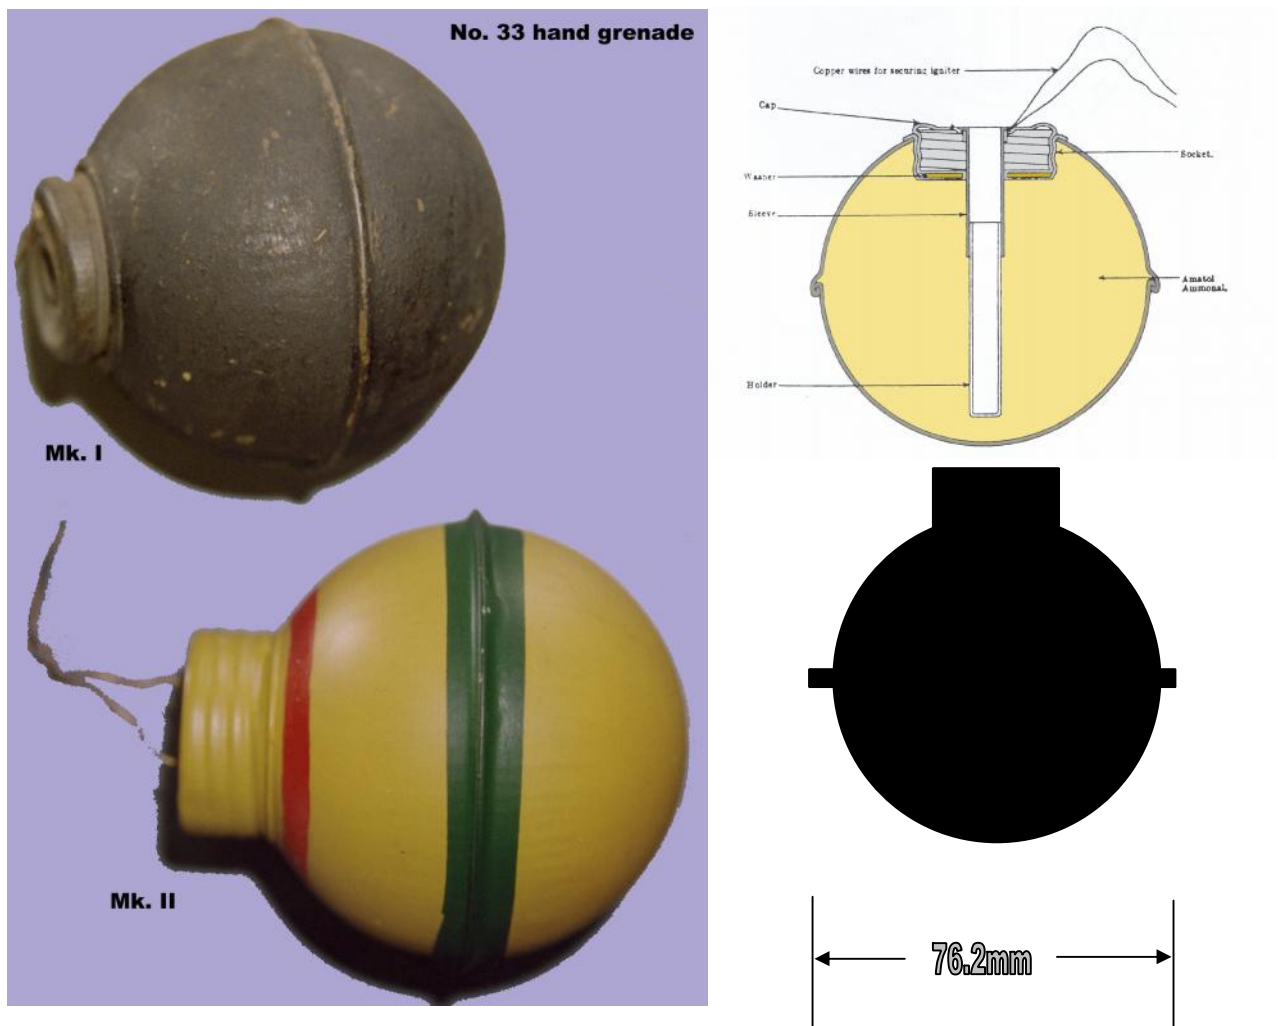 No. 33 hand grenade
Mk. I
Mk. II
Copper wires for securing igniter
Cap
Socket.
Washer
Sleeve
Amatol
Ammonal.
Holder
76.2mm